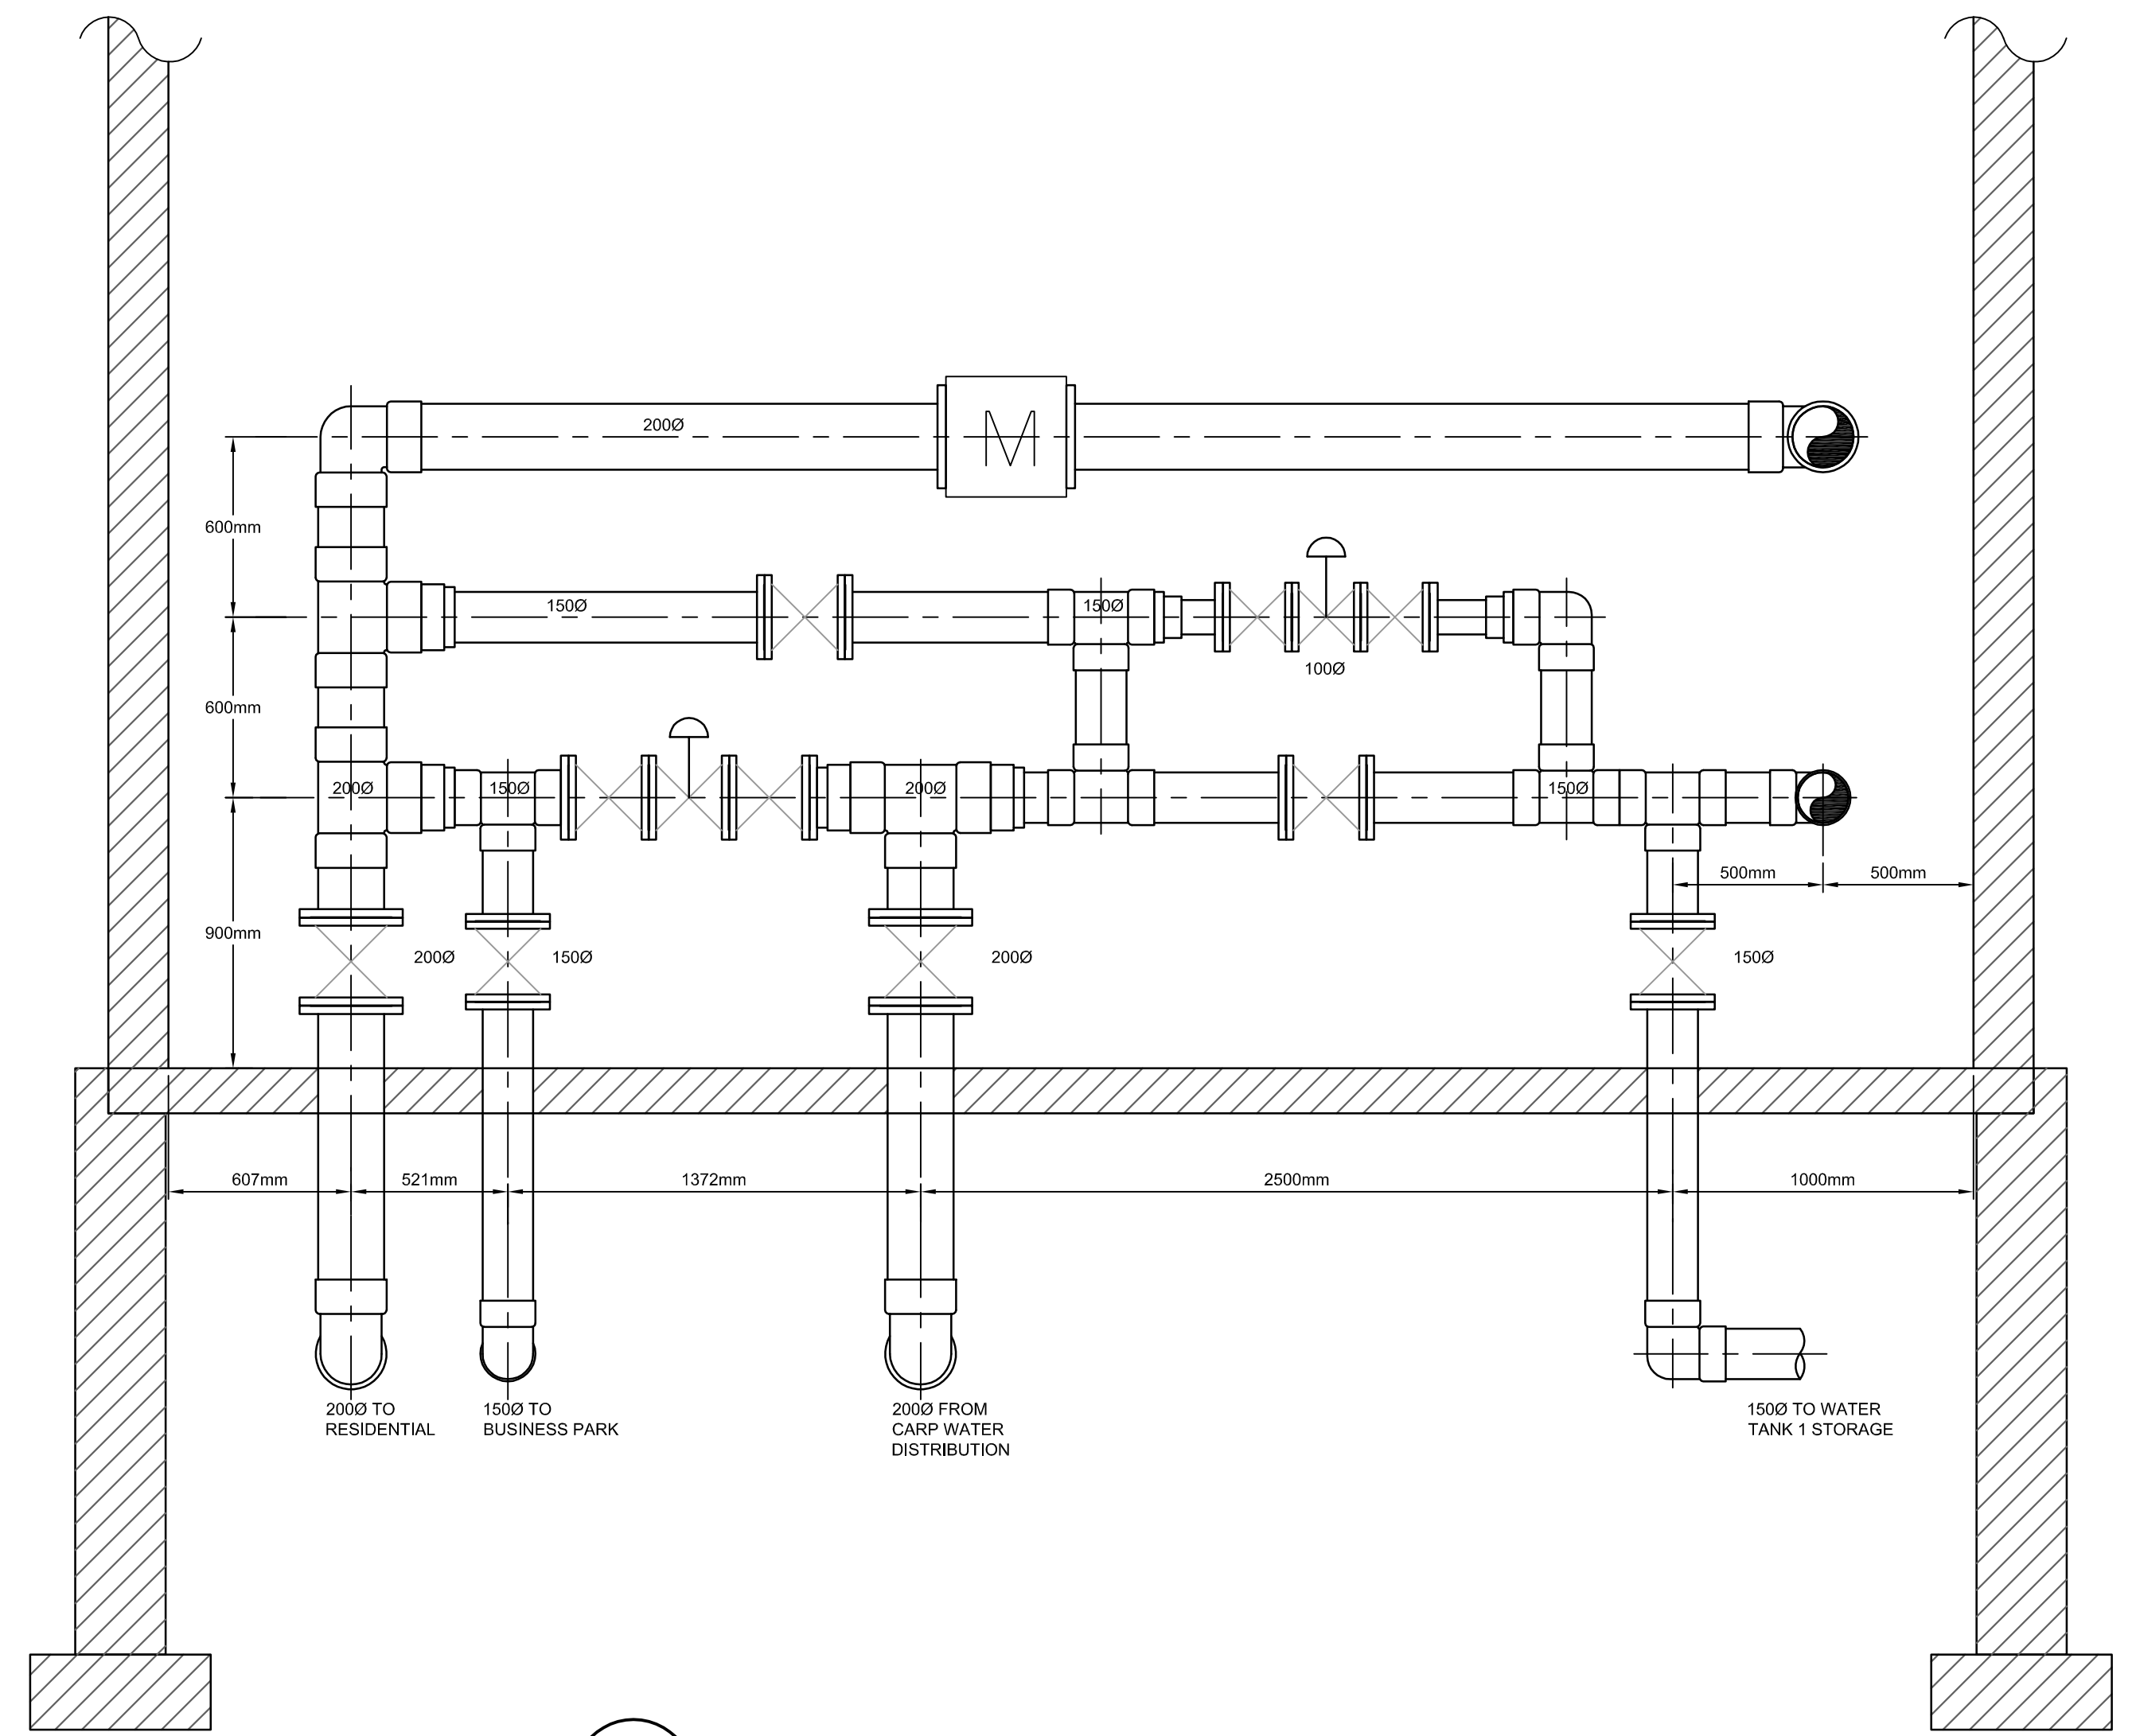 200Ø
M
600mm
150Ø
150Ø
100Ø
600mm
200Ø
150Ø
200Ø
150Ø
500mm
500mm
900mm
200Ø
150Ø
200Ø
150Ø
607mm
521mm
1372mm
2500mm
1000mm
200Ø TO
RESIDENTIAL
150Ø TO
BUSINESS PARK
200Ø FROM
CARP WATER
DISTRIBUTION
150Ø TO WATER
TANK 1 STORAGE